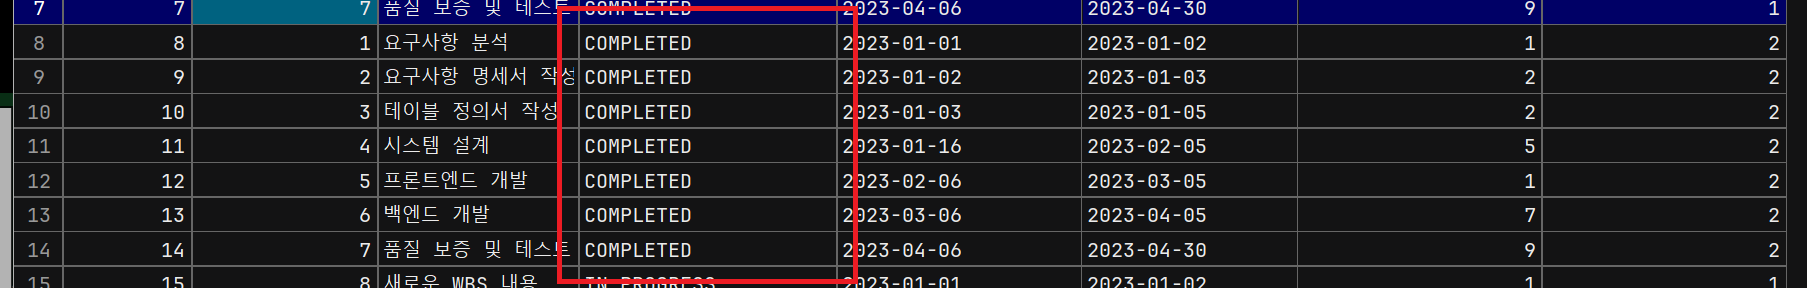 7 7 7 품질 보증 및 테스트 COMPLETED 2023-04-06 2023-04-30 9 1
8 8 1 요구사항 분석 COMPLETED 2023-01-01 2023-01-02 1 2
9 9 2 요구사항 명세서 작성 COMPLETED 2023-01-02 2023-01-03 2 2
10 10 3 테이블 정의서 작성 COMPLETED 2023-01-03 2023-01-05 2 2
11 11 4 시스템 설계 COMPLETED 2023-01-16 2023-02-05 5 2
12 12 5 프론트엔드 개발 COMPLETED 2023-02-06 2023-03-05 1 2
13 13 6 백엔드 개발 COMPLETED 2023-03-06 2023-04-05 7 2
14 14 7 품질 보증 및 테스트 COMPLETED 2023-04-06 2023-04-30 9 2
15 15 8 새로운 WBS 내용 IN_PROGRESS 2023-01-01 2023-01-02 1 1